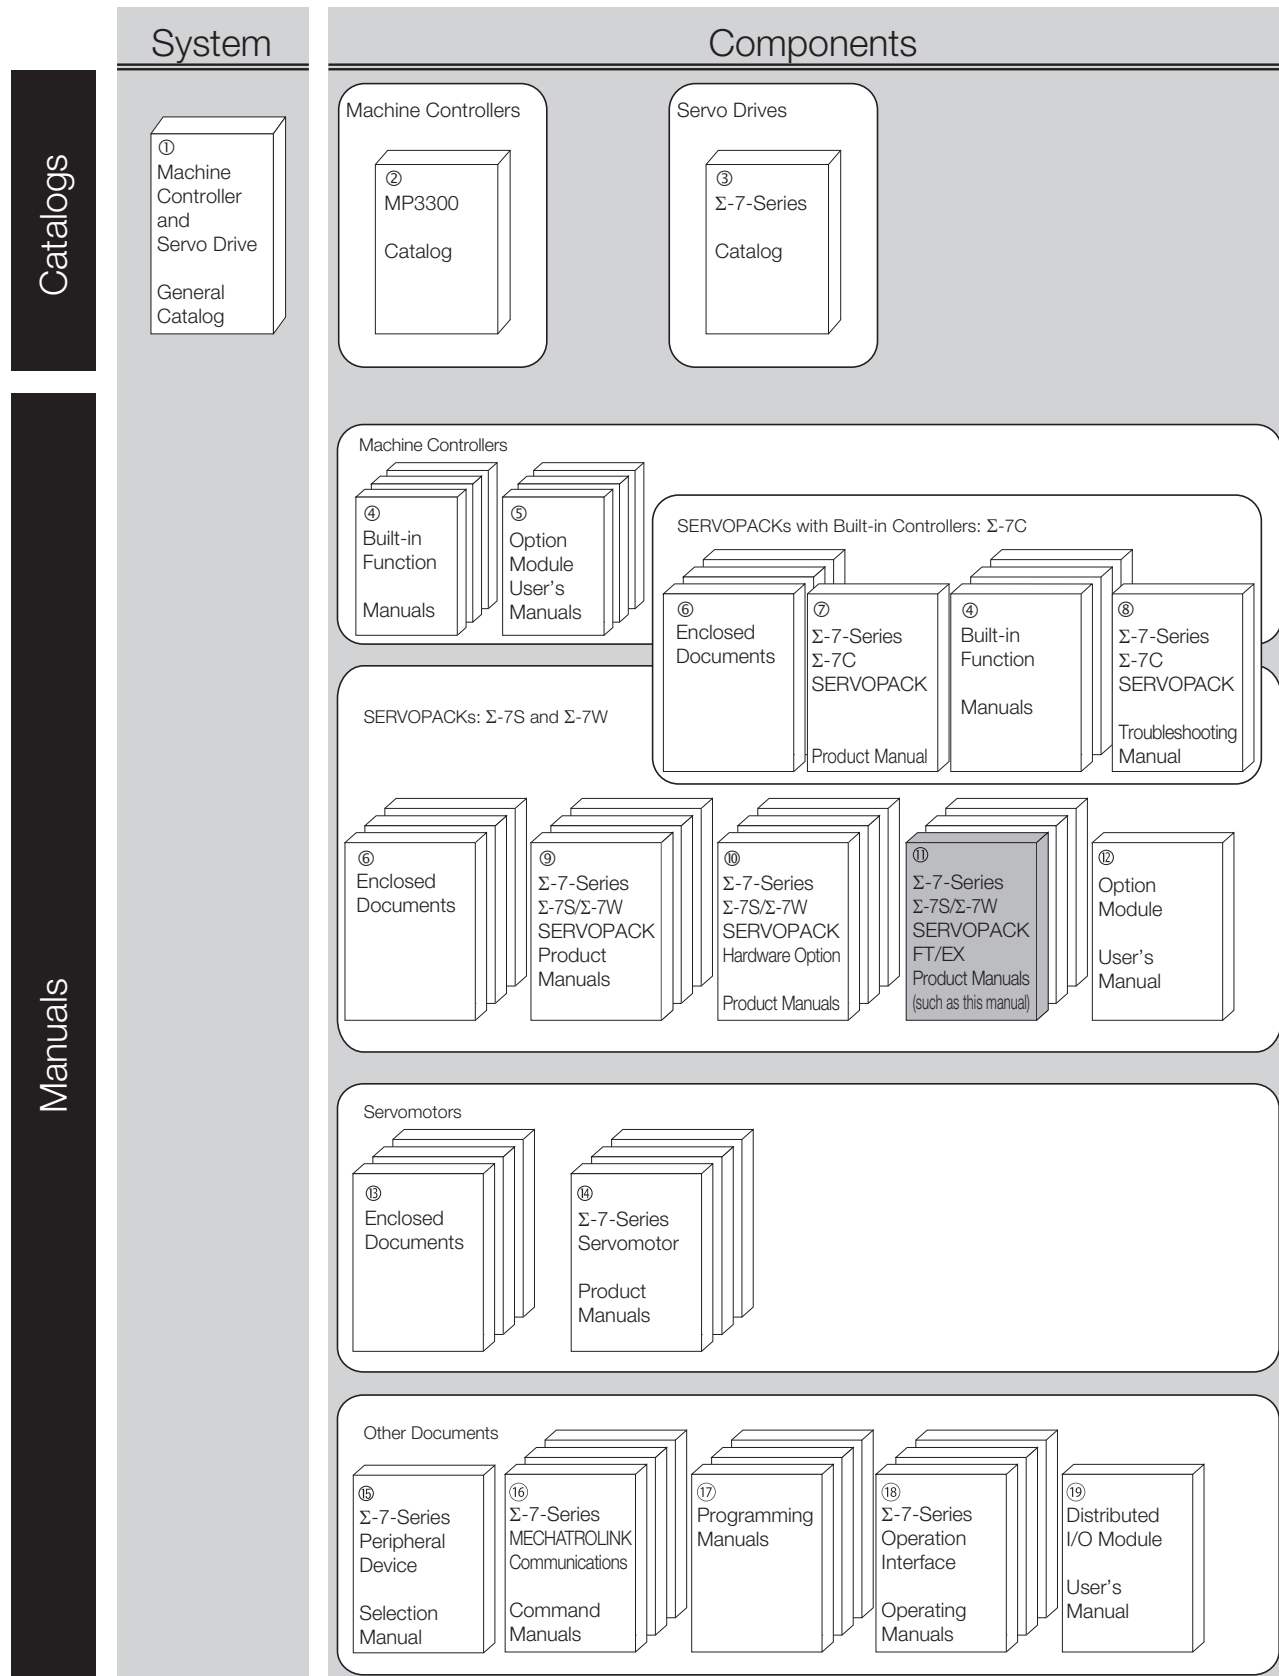 System
Components
Catalogs
①
Machine
Controller
and
Servo Drive
General
Catalog
Machine Controllers
②
MP3300
Catalog
Servo Drives
③
Σ-7-Series
Catalog
Manuals
Machine Controllers
④
Built-in
Function
Manuals
⑤
Option
Module
User's
Manuals
SERVOPACKs with Built-in Controllers: Σ-7C
⑥
Enclosed
Documents
⑦
Σ-7-Series
Σ-7C
SERVOPACK
Product Manual
④
Built-in
Function
Manuals
⑧
Σ-7-Series
Σ-7C
SERVOPACK
Troubleshooting
Manual
SERVOPACKs: Σ-7S and Σ-7W
⑥
Enclosed
Documents
⑨
Σ-7-Series
Σ-7S/Σ-7W
SERVOPACK
Product
Manuals
⑩
Σ-7-Series
Σ-7S/Σ-7W
SERVOPACK
Hardware Option
Product Manuals
⑪
Σ-7-Series
Σ-7S/Σ-7W
SERVOPACK
FT/EX
Product Manuals
(such as this manual)
⑫
Option
Module
User's
Manual
Servomotors
⑬
Enclosed
Documents
⑭
Σ-7-Series
Servomotor
Product
Manuals
Other Documents
⑮
Σ-7-Series
Peripheral
Device
Selection
Manual
⑯
Σ-7-Series
MECHATROLINK
Communications
Command
Manuals
⑰
Programming
Manuals
⑱
Σ-7-Series
Operation
Interface
Operating
Manuals
⑲
Distributed
I/O Module
User's
Manual